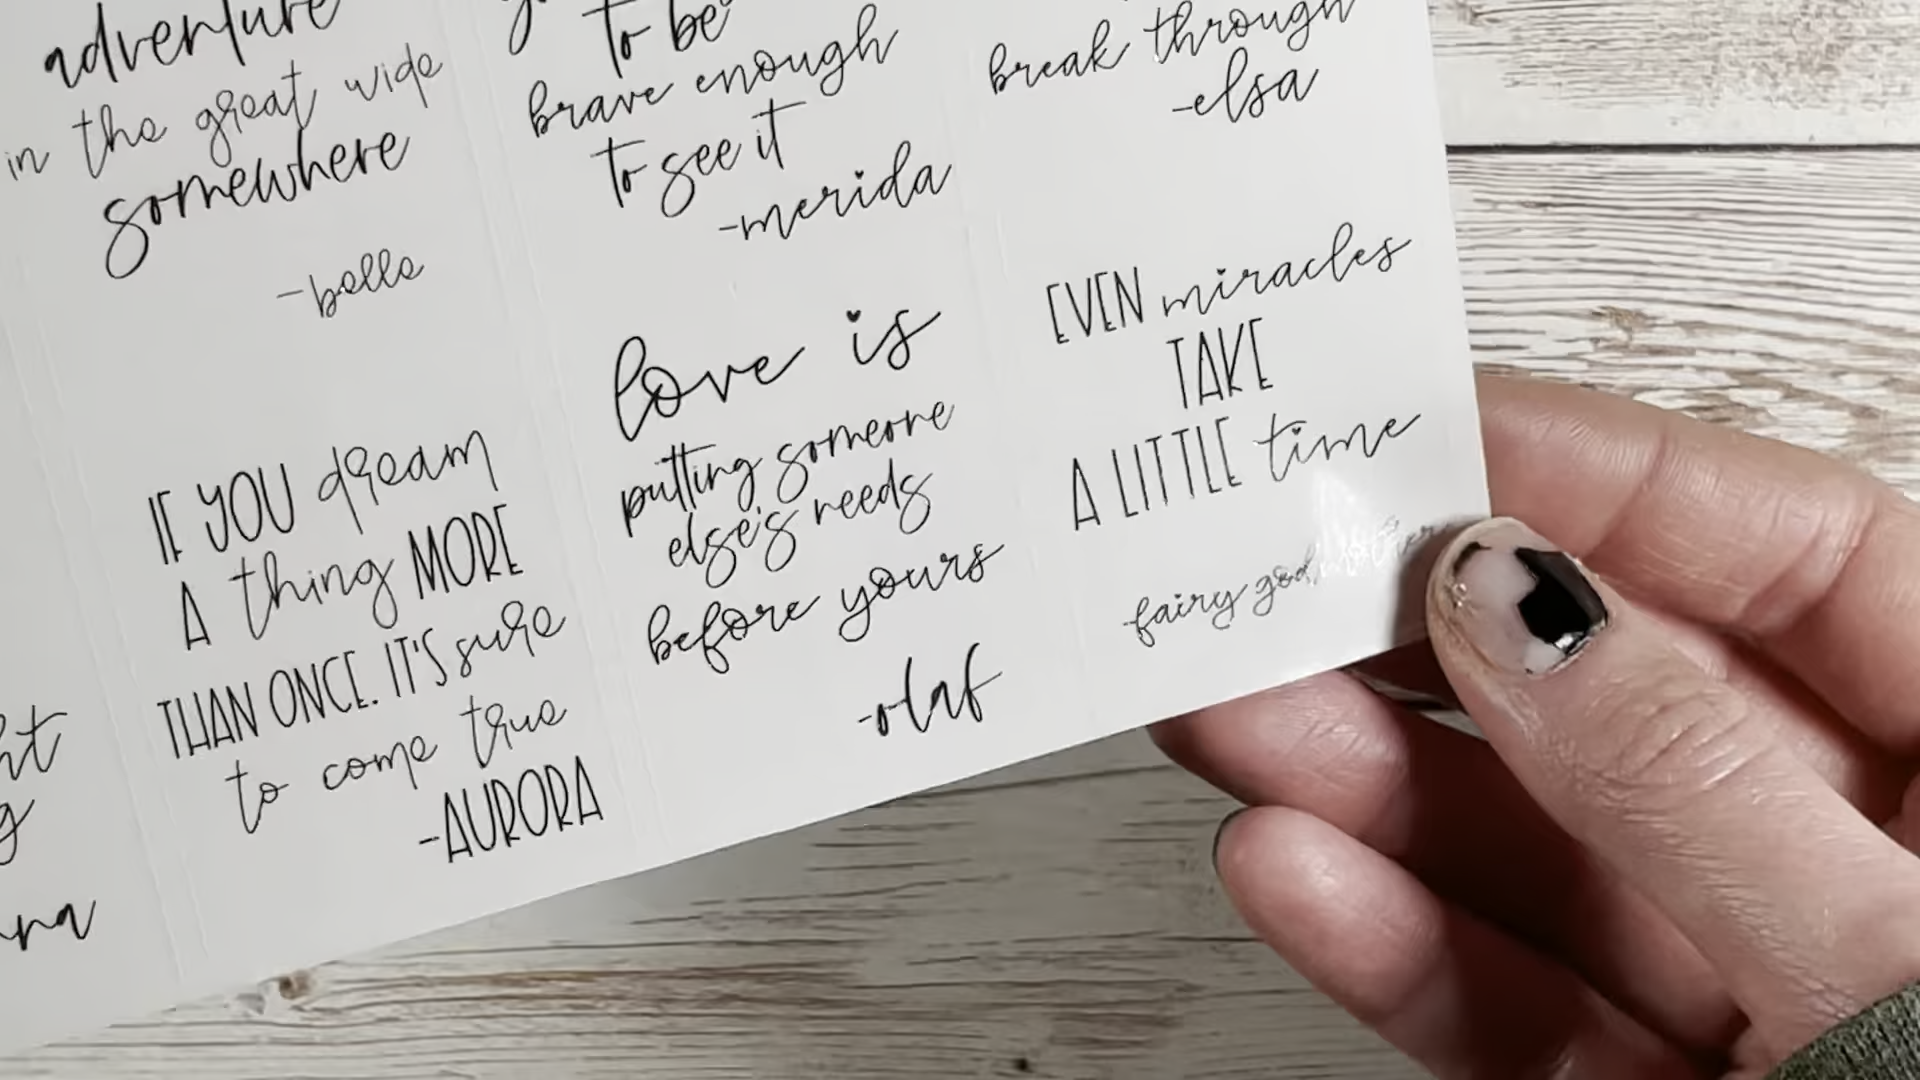 adventure
in the great wide
somewhere
-belle
to be
brave enough
to see it
-merida
break through
-elsa
IF YOU dream
A thing MORE
THAN ONCE. IT'S sure
to come true
-AURORA
love is
putting someone
else's needs
before yours
-olaf
EVEN miracles
TAKE
A LITTLE time
-fairy godmother